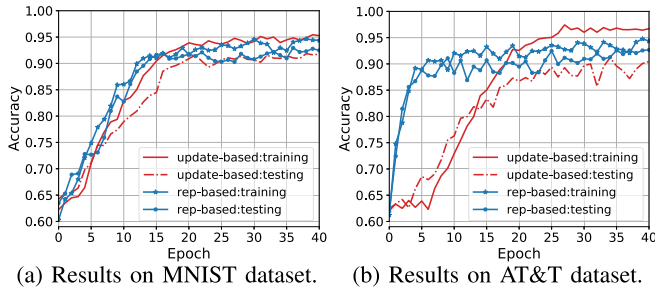 1.00
0.95
0.90
0.85
0.80
0.75
0.70
0.65
0.60
Accuracy
update-based:training
update-based:testing
rep-based:training
rep-based:testing
0 5 10 15 20 25 30 35 40
Epoch
(a) Results on MNIST dataset.
1.00
0.95
0.90
0.85
0.80
0.75
0.70
0.65
0.60
Accuracy
update-based:training
update-based:testing
rep-based:training
rep-based:testing
0 5 10 15 20 25 30 35 40
Epoch
(b) Results on AT&T dataset.